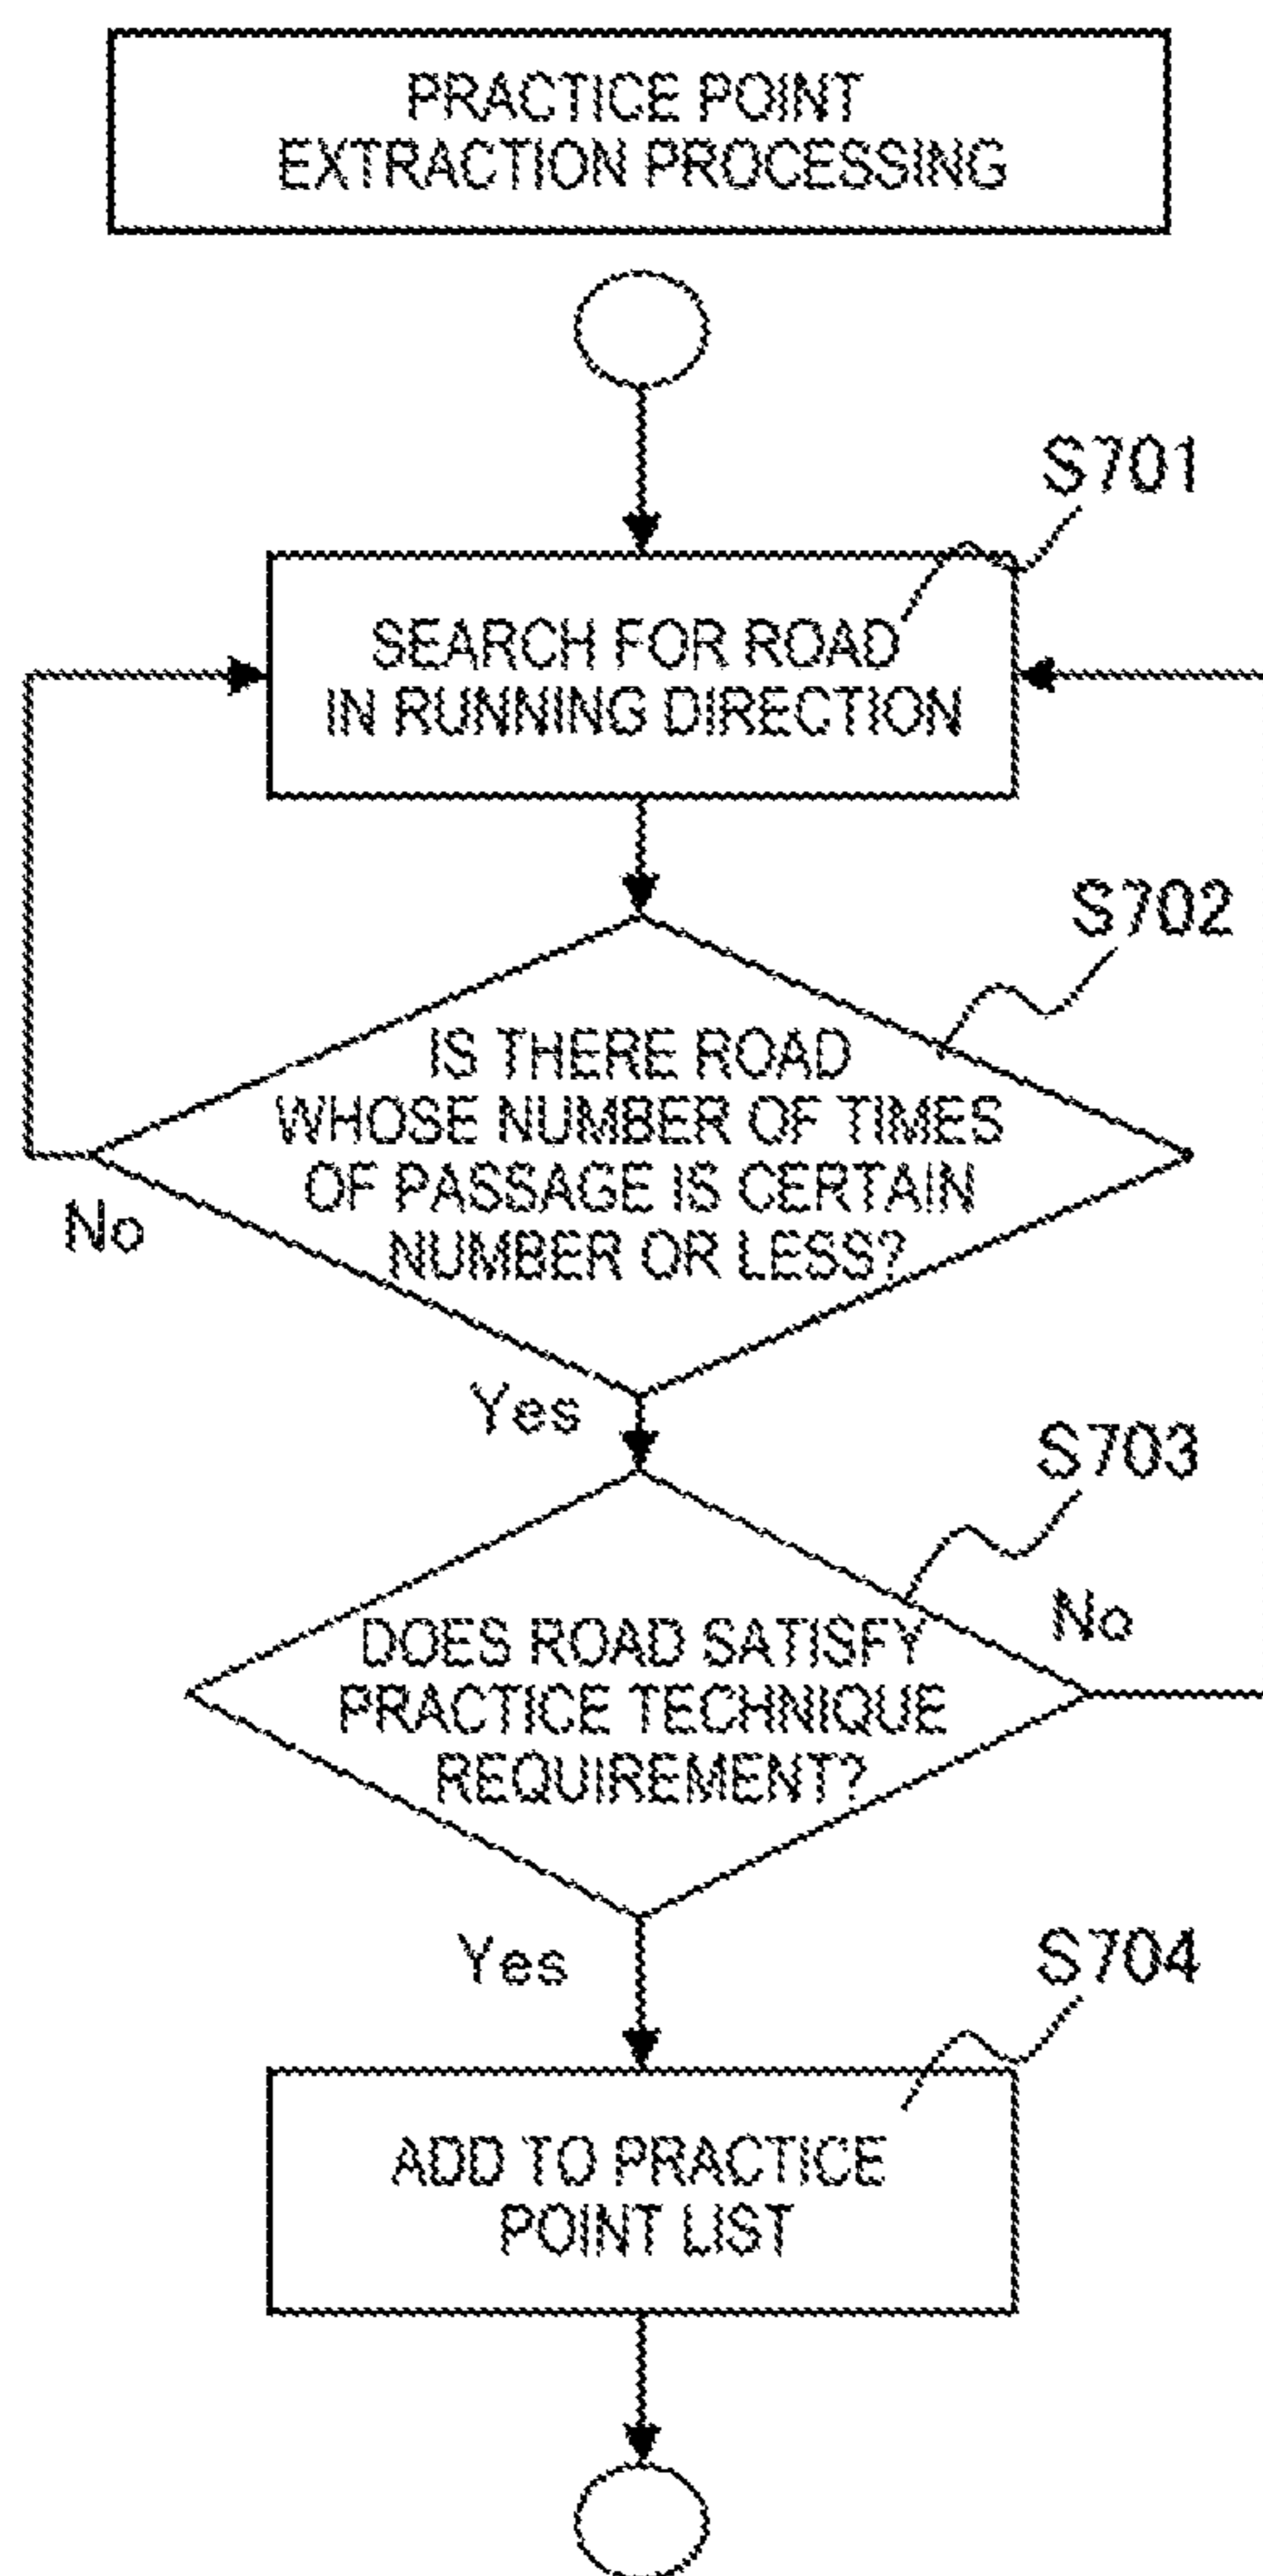 PRACTICE POINT
EXTRACTION PROCESSING
S701
SEARCH FOR ROAD
IN RUNNING DIRECTION
S702
IS THERE ROAD
WHOSE NUMBER OF TIMES
OF PASSAGE IS CERTAIN
NUMBER OR LESS?
No
Yes
S703
DOES ROAD SATISFY
PRACTICE TECHNIQUE
REQUIREMENT?
No
Yes
S704
ADD TO PRACTICE
POINT LIST